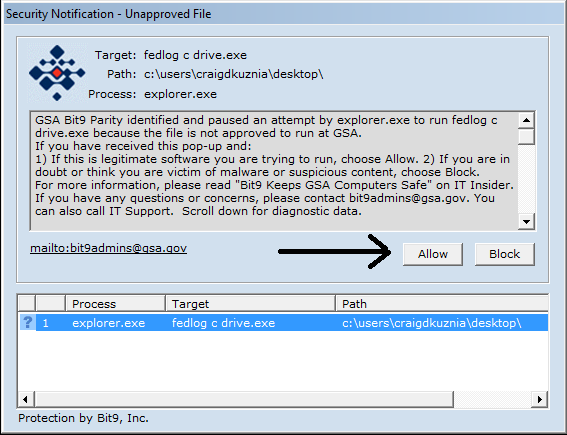 Security Notification - Unapproved File
Target: fedlog c drive.exe
Path: c:\users\craigdkuznia\desktop\
Process: explorer.exe
GSA Bit9 Parity identified and paused an attempt by explorer.exe to run fedlog c
drive.exe because the file is not approved to run at GSA.
If you have received this pop-up and:
1) If this is legitimate software you are trying to run, choose Allow. 2) If you are in
doubt or think you are victim of malware or suspicious content, choose Block.
For more information, please read "Bit9 Keeps GSA Computers Safe" on IT Insider.
If you have any questions or concerns, please contact bit9admins@gsa.gov. You
can also call IT Support. Scroll down for diagnostic data.
mailto:bit9admins@gsa.gov
Allow Block
Process Target Path
? 1 explorer.exe fedlog c drive.exe c:\users\craigdkuznia\desktop\
Protection by Bit9, Inc.